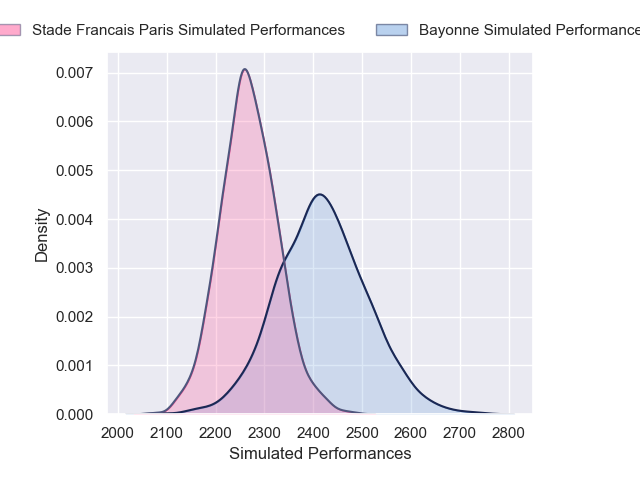 Stade Francais Paris Simulated Performances Bayonne Simulated Performance
0.007
0.006
0.005
0.004
0.003
0.002
0.001
0.000
Density
2000 2100 2200 2300 2400 2500 2600 2700 2800
Simulated Performances